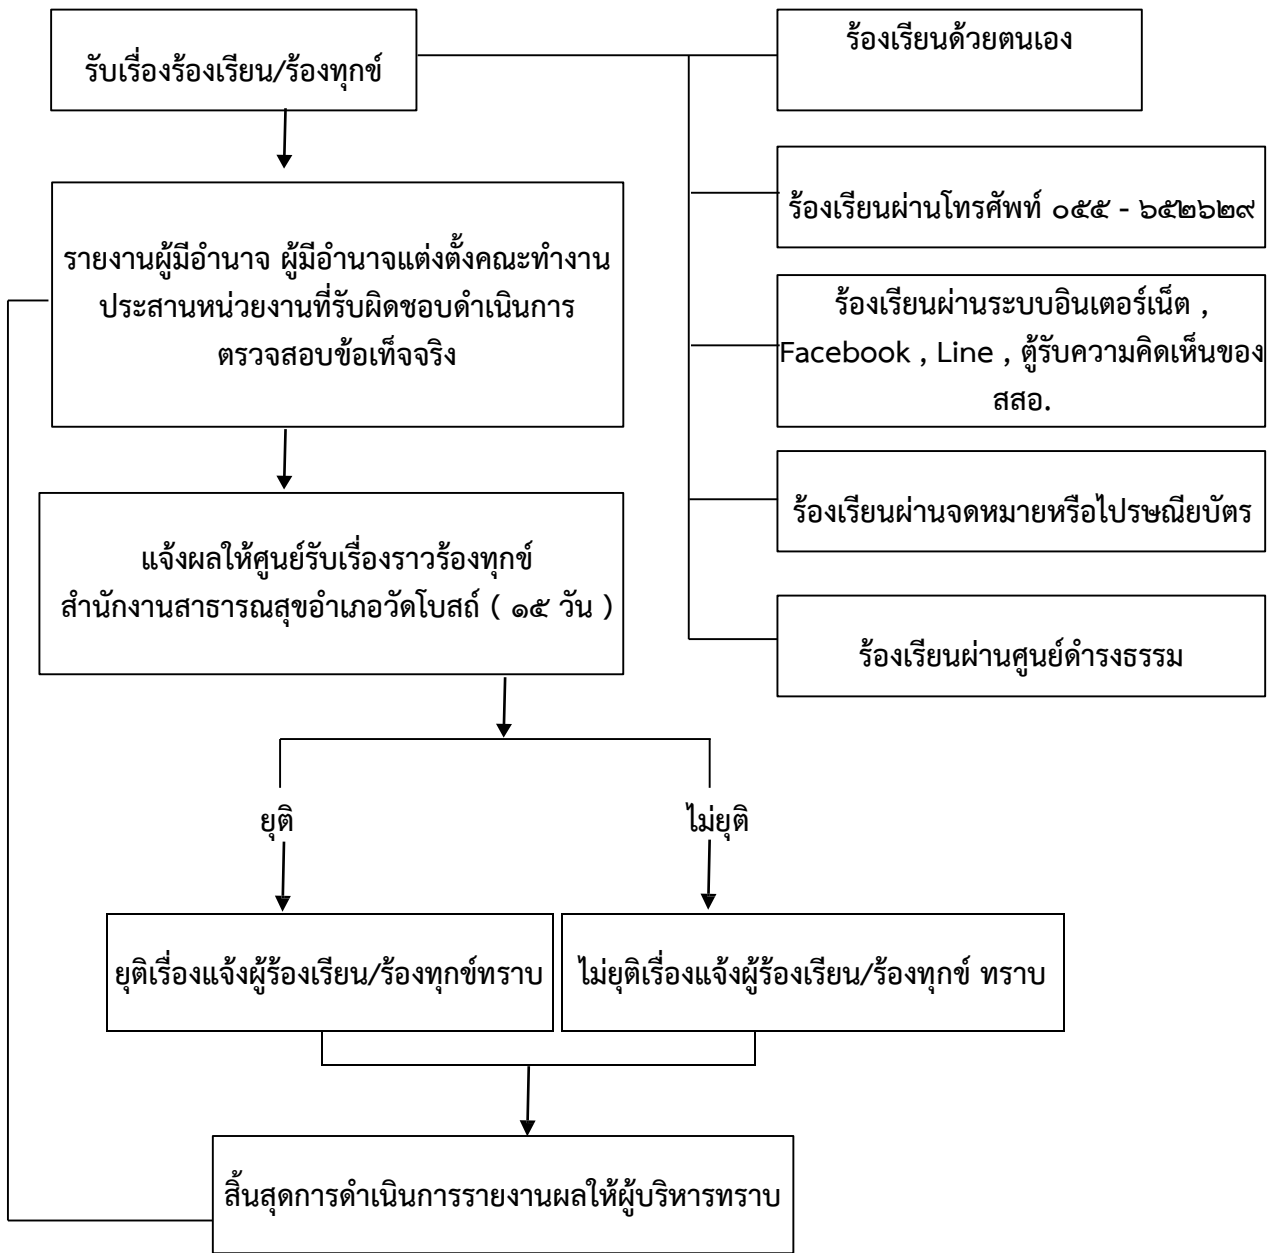 รับเรื่องร้องเรียน/ร้องทุกข์
ร้องเรียนด้วยตนเอง
ร้องเรียนผ่านโทรศัพท์ ๐๕๕ - ๖๕๒๖๒๙
ร้องเรียนผ่านระบบอินเตอร์เน็ต ,
Facebook , Line , ตู้รับความคิดเห็นของ
สสอ.
ร้องเรียนผ่านจดหมายหรือไปรษณียบัตร
ร้องเรียนผ่านศูนย์ดำรงธรรม
รายงานผู้มีอำนาจ ผู้มีอำนาจแต่งตั้งคณะทำงาน
ประสานหน่วยงานที่รับผิดชอบดำเนินการ
ตรวจสอบข้อเท็จจริง
แจ้งผลให้ศูนย์รับเรื่องราวร้องทุกข์
สำนักงานสาธารณสุขอำเภอวัดโบสถ์ ( ๑๕ วัน )
ยุติ
ไม่ยุติ
ยุติเรื่องแจ้งผู้ร้องเรียน/ร้องทุกข์ทราบ
ไม่ยุติเรื่องแจ้งผู้ร้องเรียน/ร้องทุกข์ ทราบ
สิ้นสุดการดำเนินการรายงานผลให้ผู้บริหารทราบ